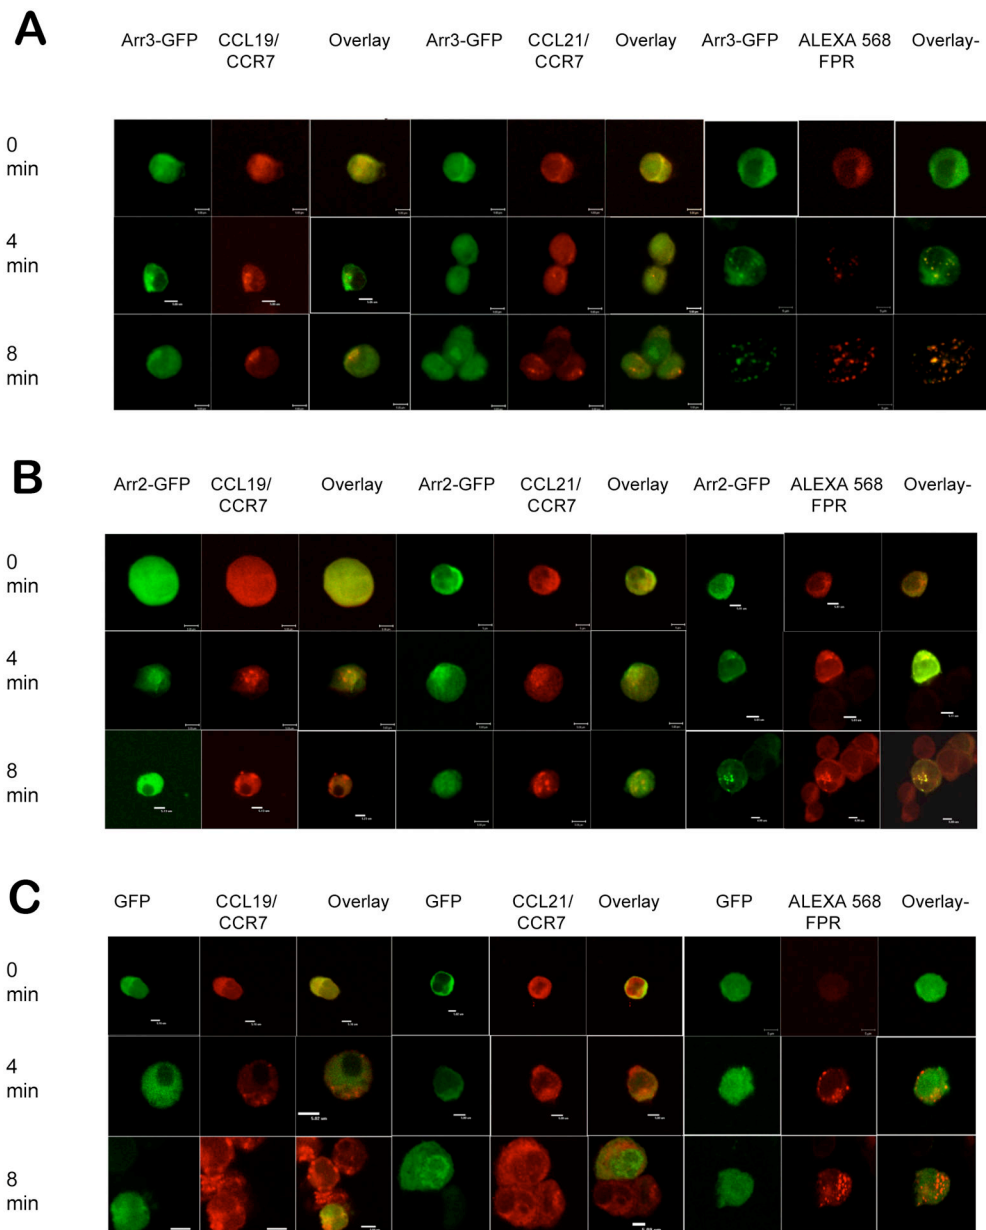 A
Arr3-GFP CCL19/ Overlay Arr3-GFP CCL21/ Overlay Arr3-GFP ALEXA 568 Overlay-
CCR7 CCR7 FPR
0
min
4
min
8
min
B
Arr2-GFP CCL19/ Overlay Arr2-GFP CCL21/ Overlay Arr2-GFP ALEXA 568 Overlay-
CCR7 CCR7 FPR
0
min
4
min
8
min
C
GFP CCL19/ Overlay GFP CCL21/ Overlay GFP ALEXA 568 Overlay-
CCR7 CCR7 FPR
0
min
4
min
5.02 um
8
min